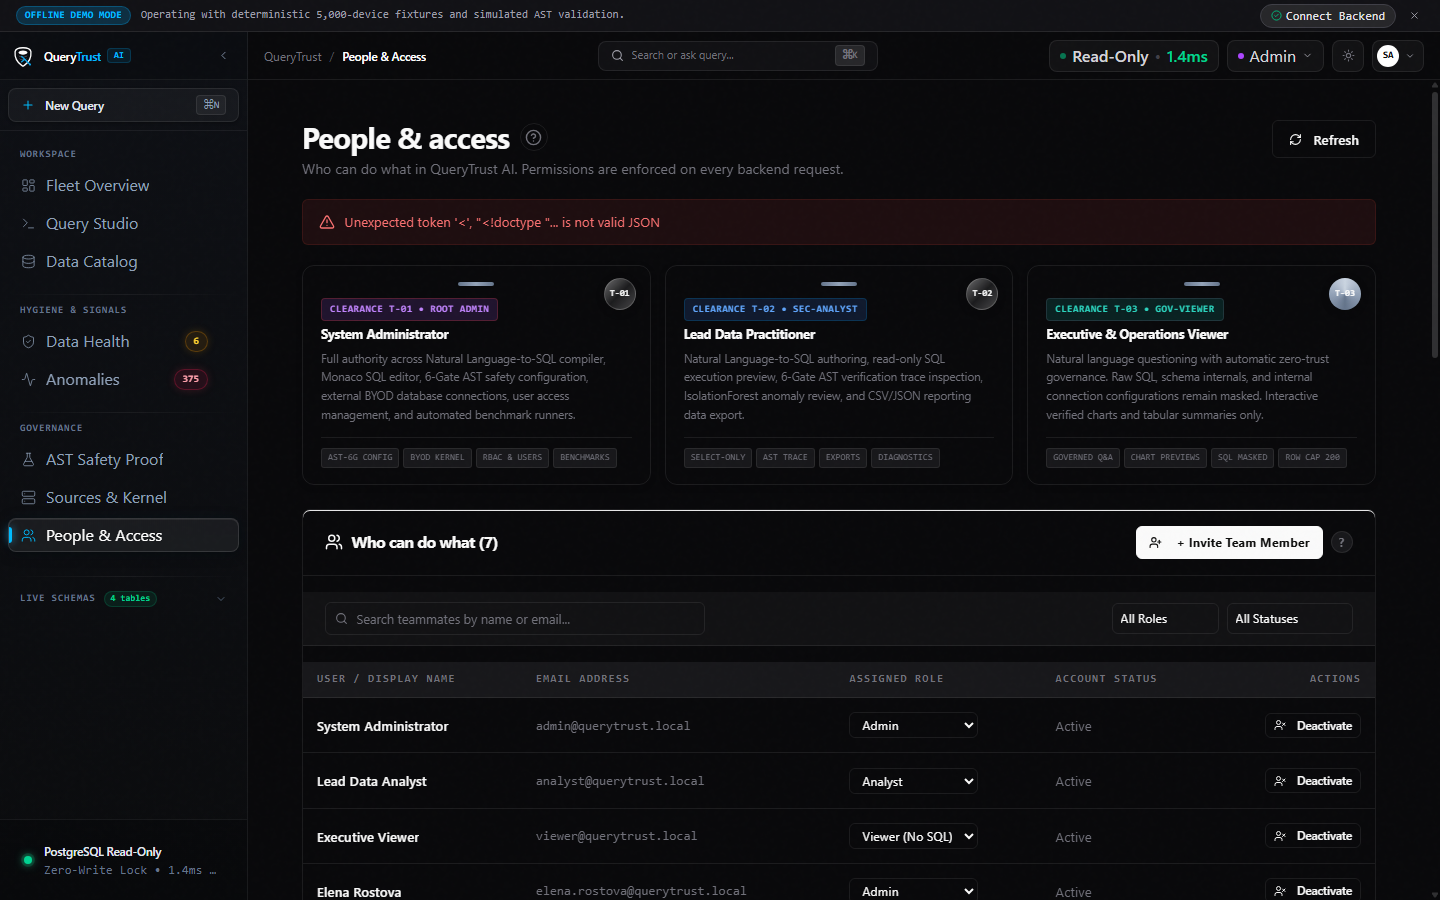 OFFLINE DEMO MODE Operating with deterministic 5,000-device fixtures and simulated AST validation. Connect Backend
QueryTrust AI
QueryTrust / People & Access
Search or ask query... ⌘K
Read-Only • 1.4ms
Admin
SA
New Query ⌘N
WORKSPACE
Fleet Overview
Query Studio
Data Catalog
HYGIENE & SIGNALS
Data Health 6
Anomalies 375
GOVERNANCE
AST Safety Proof
Sources & Kernel
People & Access
LIVE SCHEMAS 4 tables
PostgreSQL Read-Only
Zero-Write Lock • 1.4ms …
People & access ?
Who can do what in QueryTrust AI. Permissions are enforced on every backend request.
Refresh
Unexpected token '<', "<!doctype "... is not valid JSON
T-01
CLEARANCE T-01 • ROOT ADMIN
System Administrator
Full authority across Natural Language-to-SQL compiler,
Monaco SQL editor, 6-Gate AST safety configuration,
external BYOD database connections, user access
management, and automated benchmark runners.
AST-6G CONFIG BYOD KERNEL RBAC & USERS BENCHMARKS
T-02
CLEARANCE T-02 • SEC-ANALYST
Lead Data Practitioner
Natural Language-to-SQL authoring, read-only SQL
execution preview, 6-Gate AST verification trace inspection,
IsolationForest anomaly review, and CSV/JSON reporting
data export.
SELECT-ONLY AST TRACE EXPORTS DIAGNOSTICS
T-03
CLEARANCE T-03 • GOV-VIEWER
Executive & Operations Viewer
Natural language questioning with automatic zero-trust
governance. Raw SQL, schema internals, and internal
connection configurations remain masked. Interactive
verified charts and tabular summaries only.
GOVERNED Q&A CHART PREVIEWS SQL MASKED ROW CAP 200
Who can do what (7)
+ Invite Team Member ?
Search teammates by name or email...
All Roles
All Statuses
USER / DISPLAY NAME EMAIL ADDRESS ASSIGNED ROLE ACCOUNT STATUS ACTIONS
System Administrator admin@querytrust.local Admin Active Deactivate
Lead Data Analyst analyst@querytrust.local Analyst Active Deactivate
Executive Viewer viewer@querytrust.local Viewer (No SQL) Active Deactivate
Elena Rostova elena.rostova@querytrust.local Admin Active Deactivate